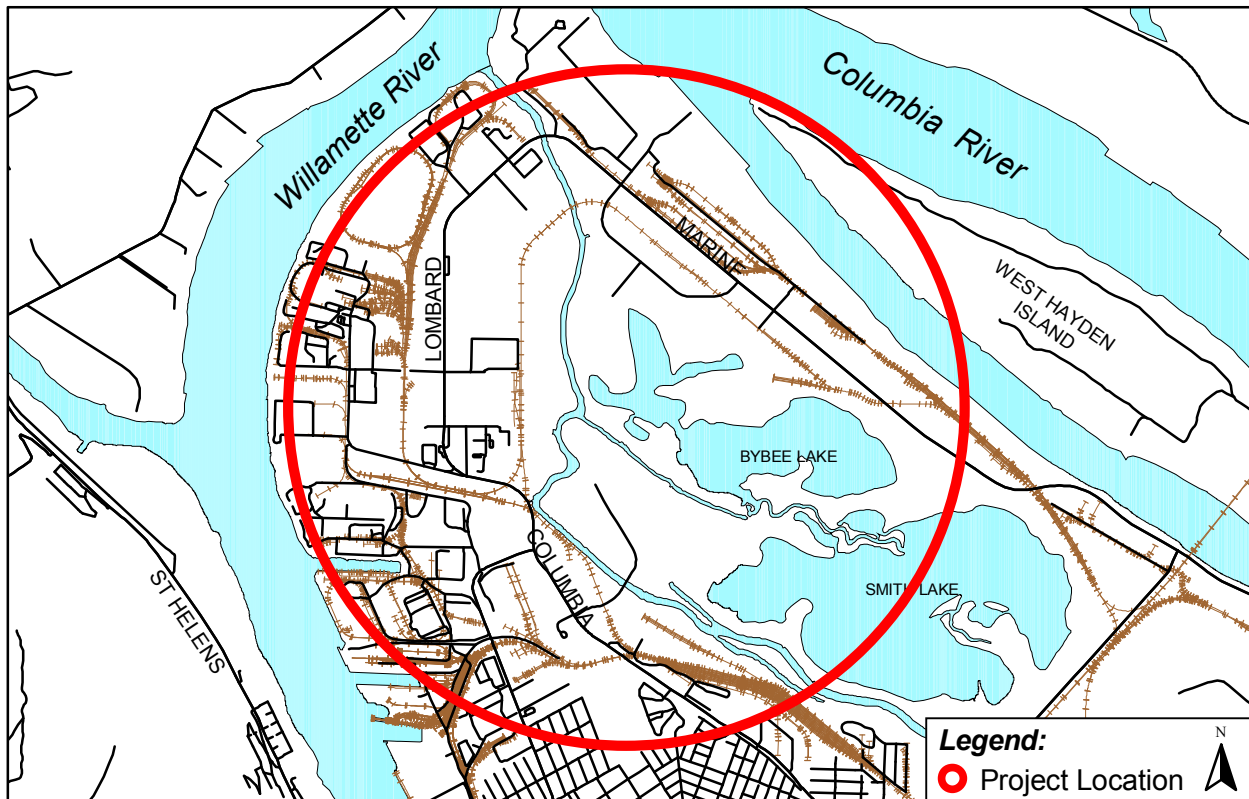 Willamette River
Columbia River
MARINE
LOMBARD
WEST HAYDEN
ISLAND
BYBEE LAKE
COLUMBIA
SMITH LAKE
ST HELENS
Legend:
Project Location
N